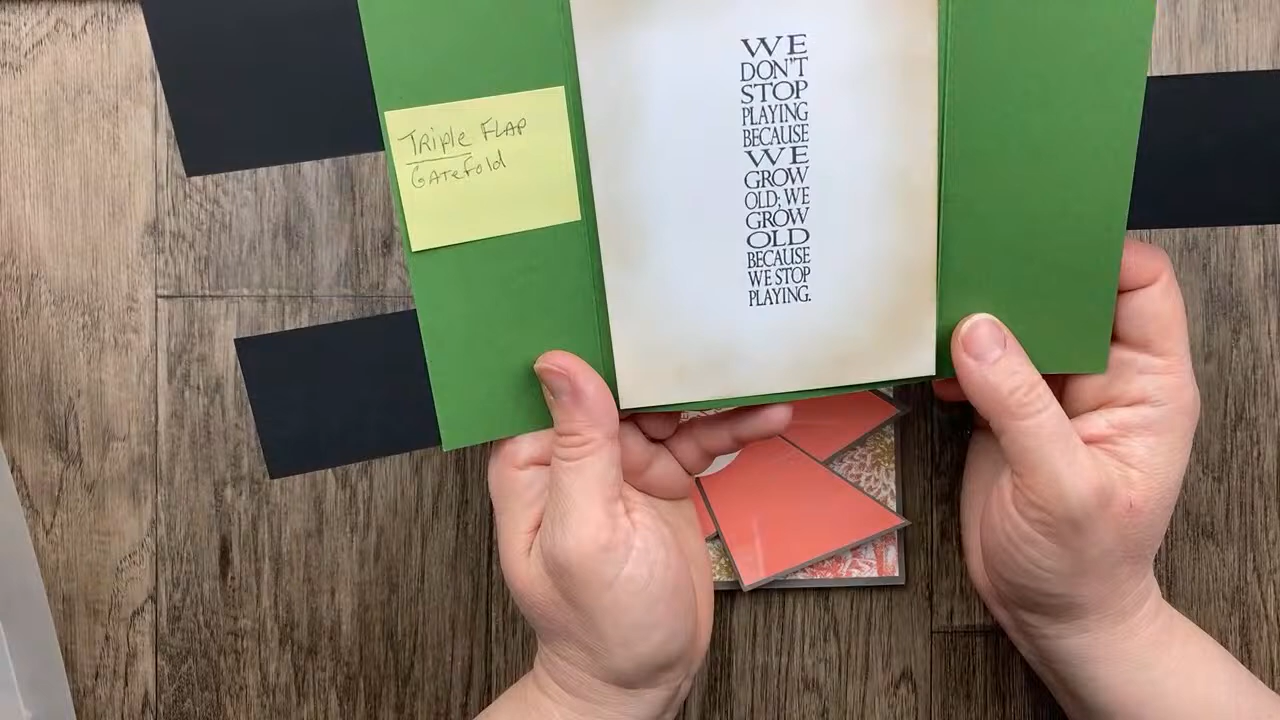 TRiple FLAP
GATeFold
WE
DON'T
STOP
PLAYING
BECAUSE
WE
GROW
OLD; WE
GROW
OLD
BECAUSE
WE STOP
PLAYING.